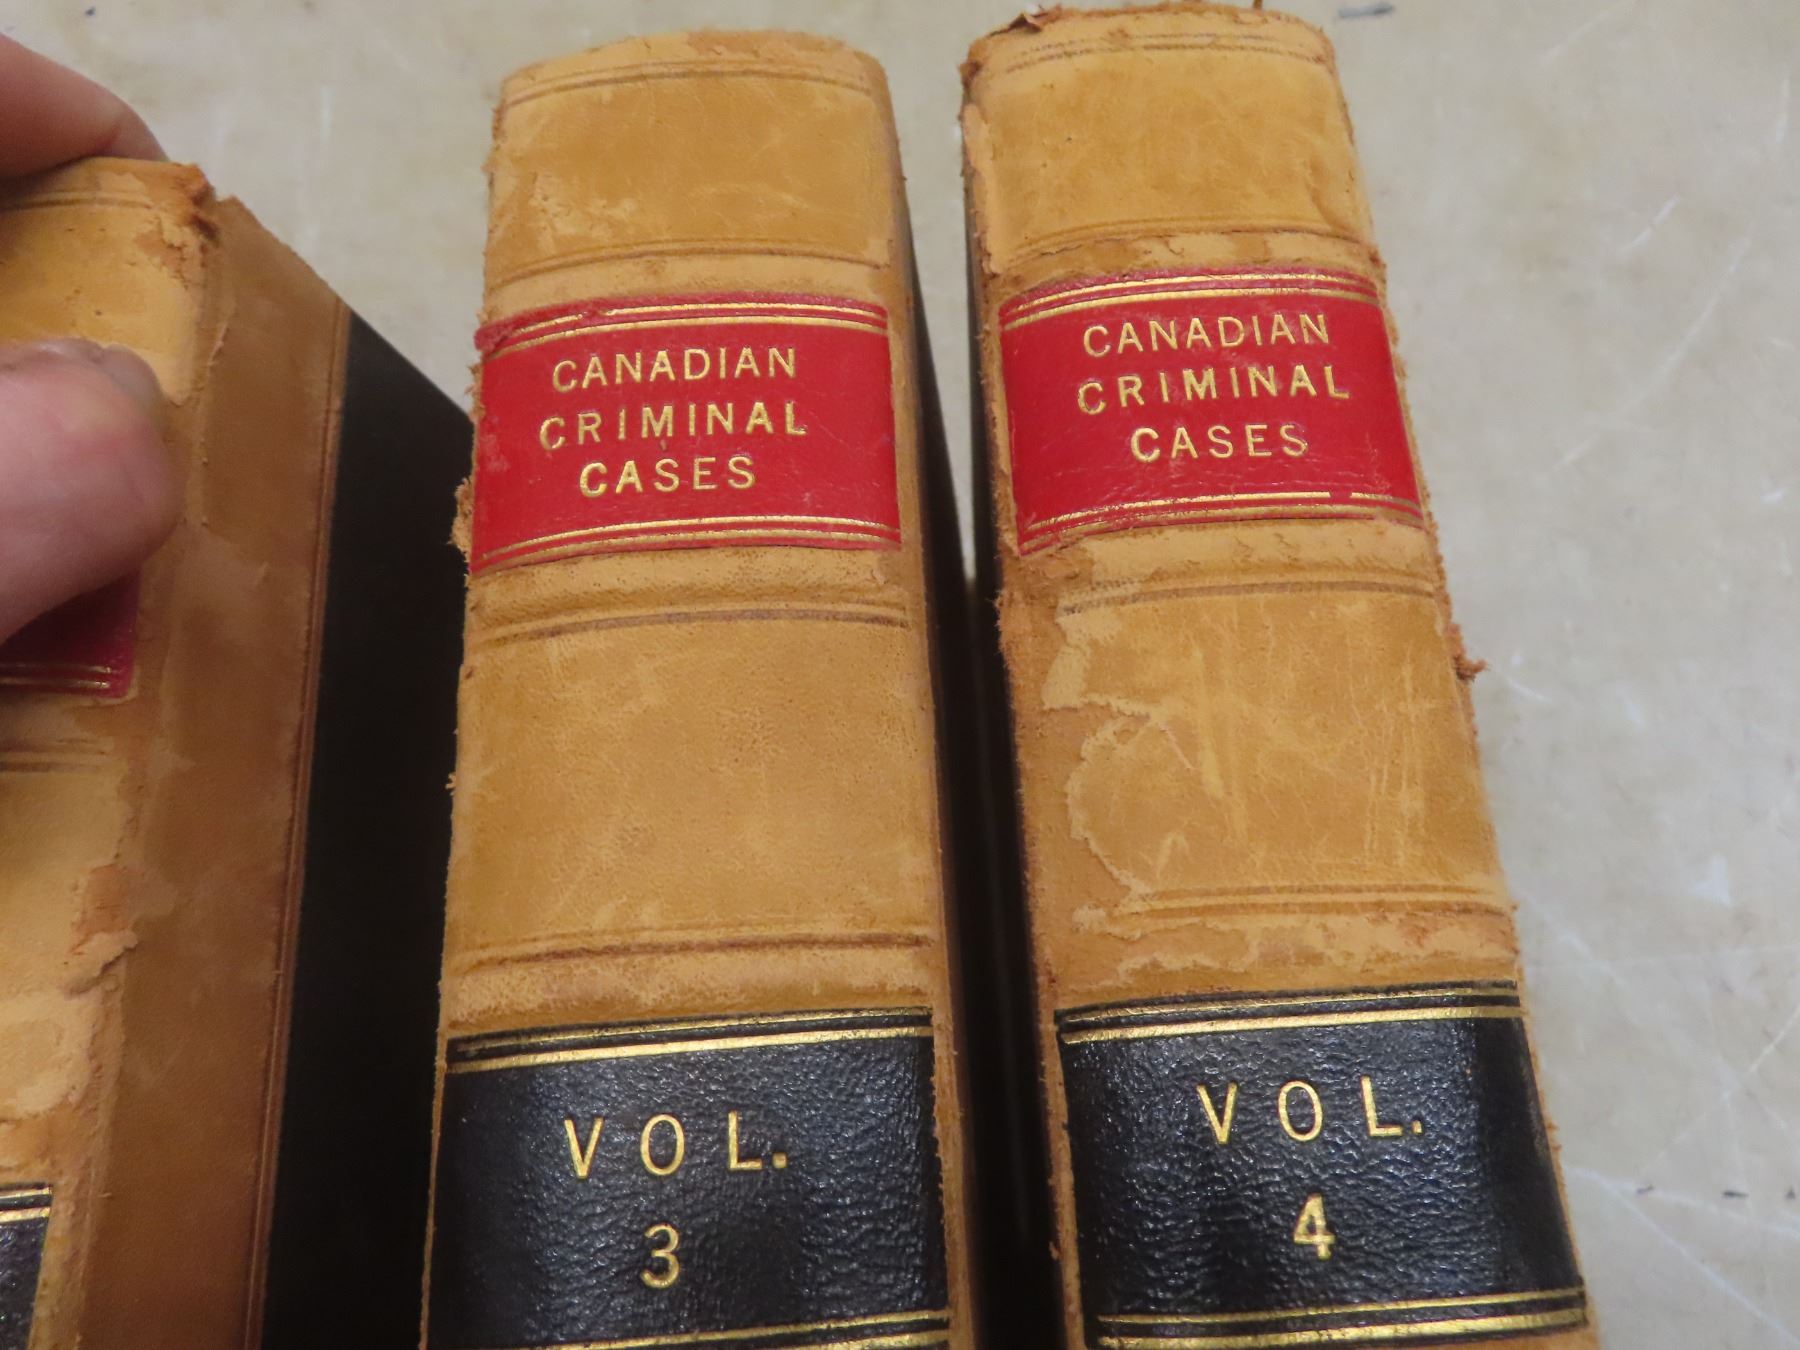 CANADIAN
CRIMINAL
CASES
VOL.
3
CANADIAN
CRIMINAL
CASES
VOL.
4